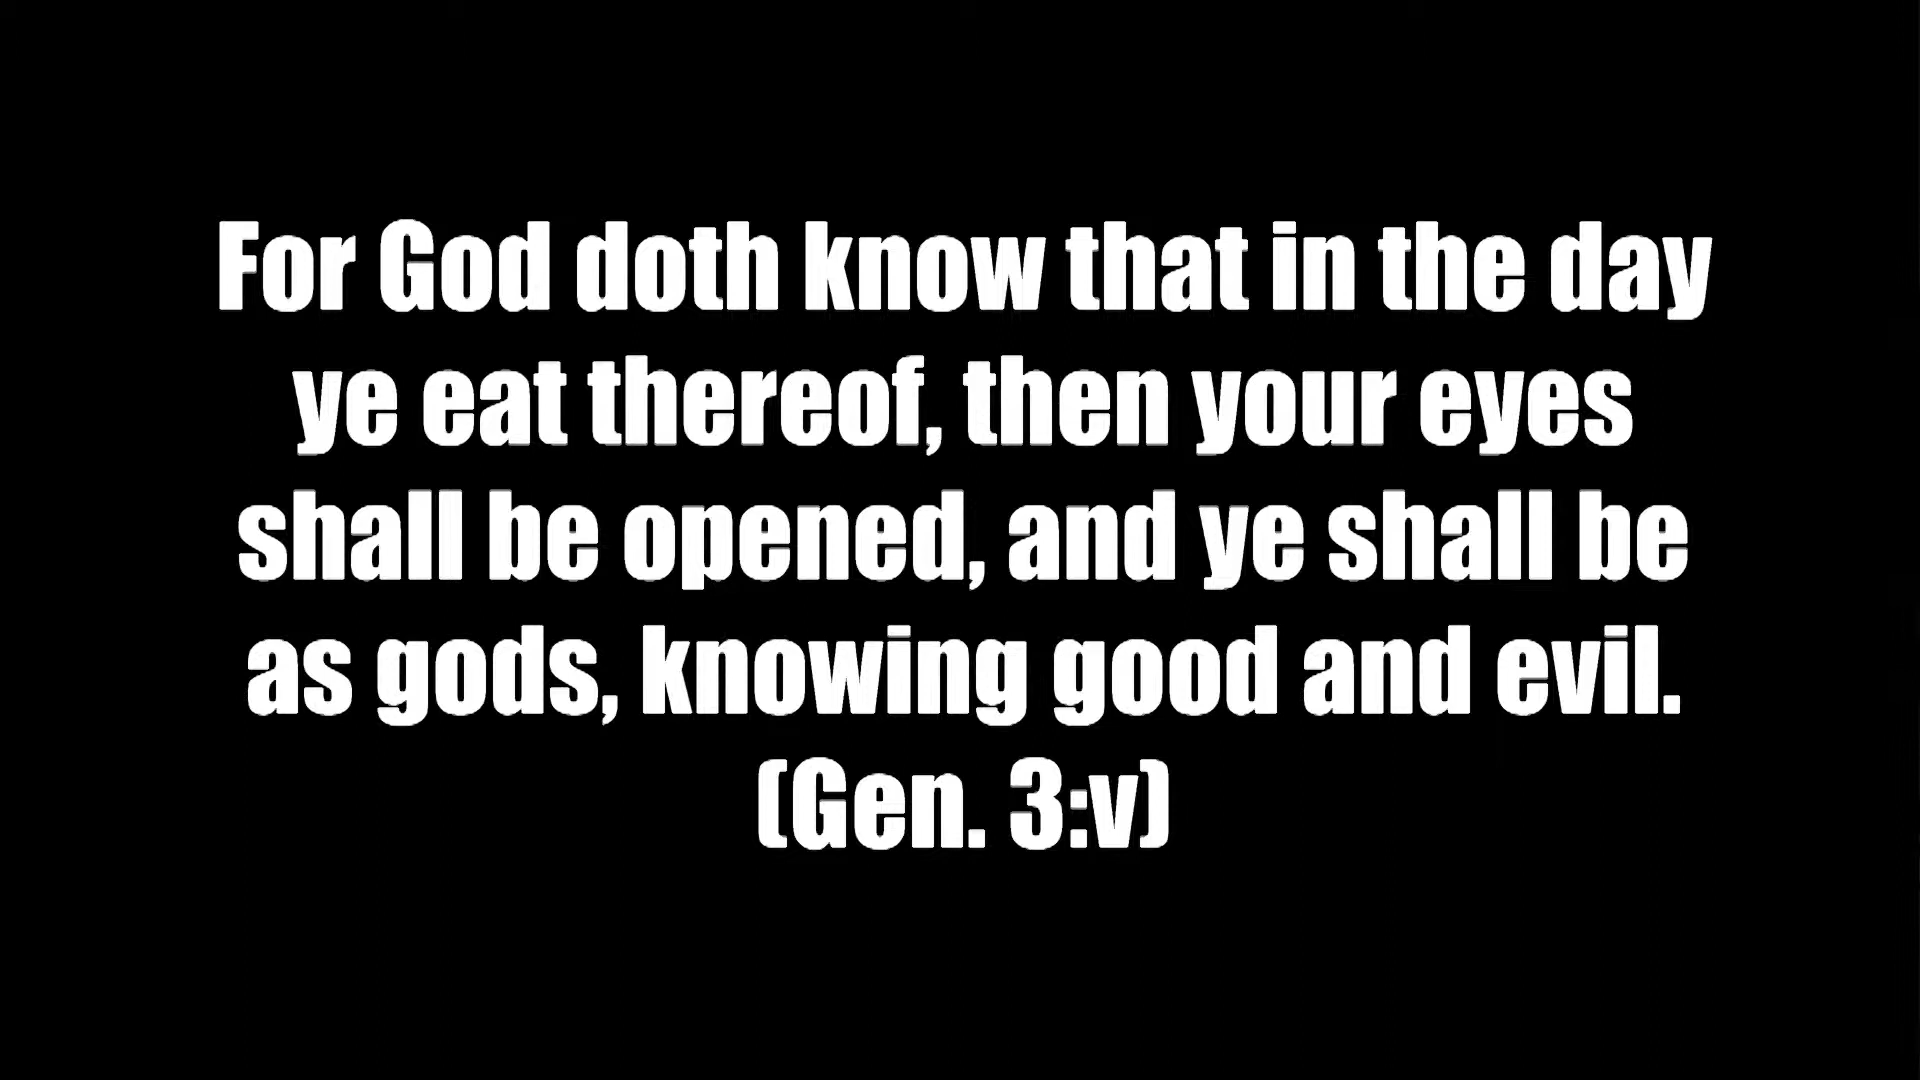 For God doth know that in the day
ye eat thereof, then your eyes
shall be opened, and ye shall be
as gods, knowing good and evil.
(Gen. 3:v)